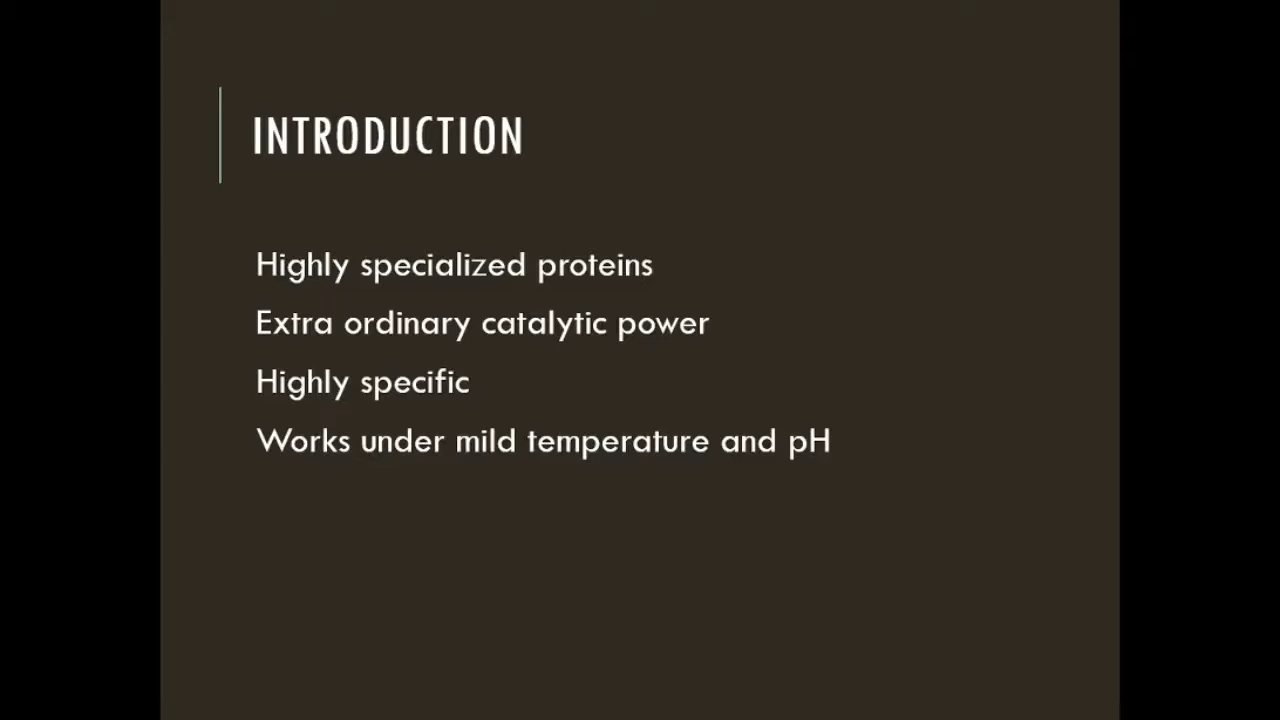 INTRODUCTION
Highly specialized proteins
Extra ordinary catalytic power
Highly specific
Works under mild temperature and pH